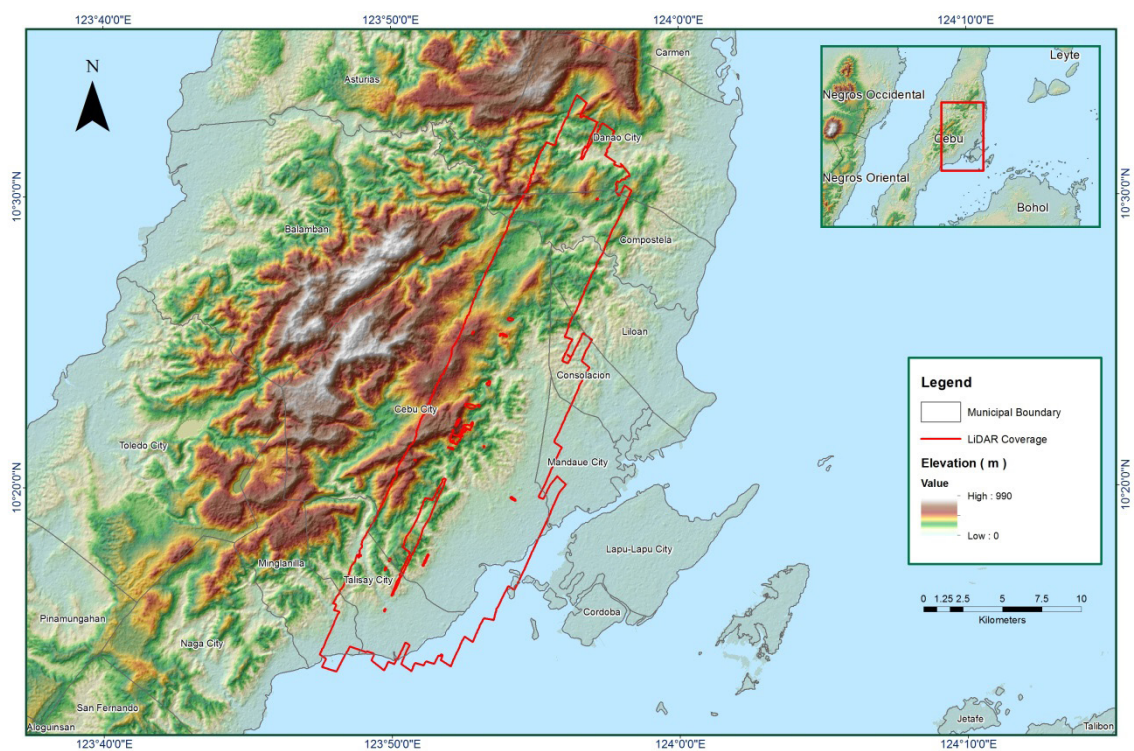 123°40'0"E
123°50'0"E
124°0'0"E
124°10'0"E
N
Carmen
Asturias
Danao City
Leyte
Negros Occidental
Cebu
Negros Oriental
Bohol
10°30'0"N
10°30'0"N
Balamban
Compostela
Liloan
Consolacion
Cebu City
Toledo City
Mandaue City
10°20'0"N
10°20'0"N
Lapu-Lapu City
Minglanilla
Talisay City
Cordoba
Pinamungahan
Naga City
San Fernando
Aloguinsan
Jetafe
Talibon
Legend
Municipal Boundary
LiDAR Coverage
Elevation ( m )
Value
High : 990
Low : 0
0 1.25 2.5 5 7.5 10
Kilometers
123°40'0"E
123°50'0"E
124°0'0"E
124°10'0"E